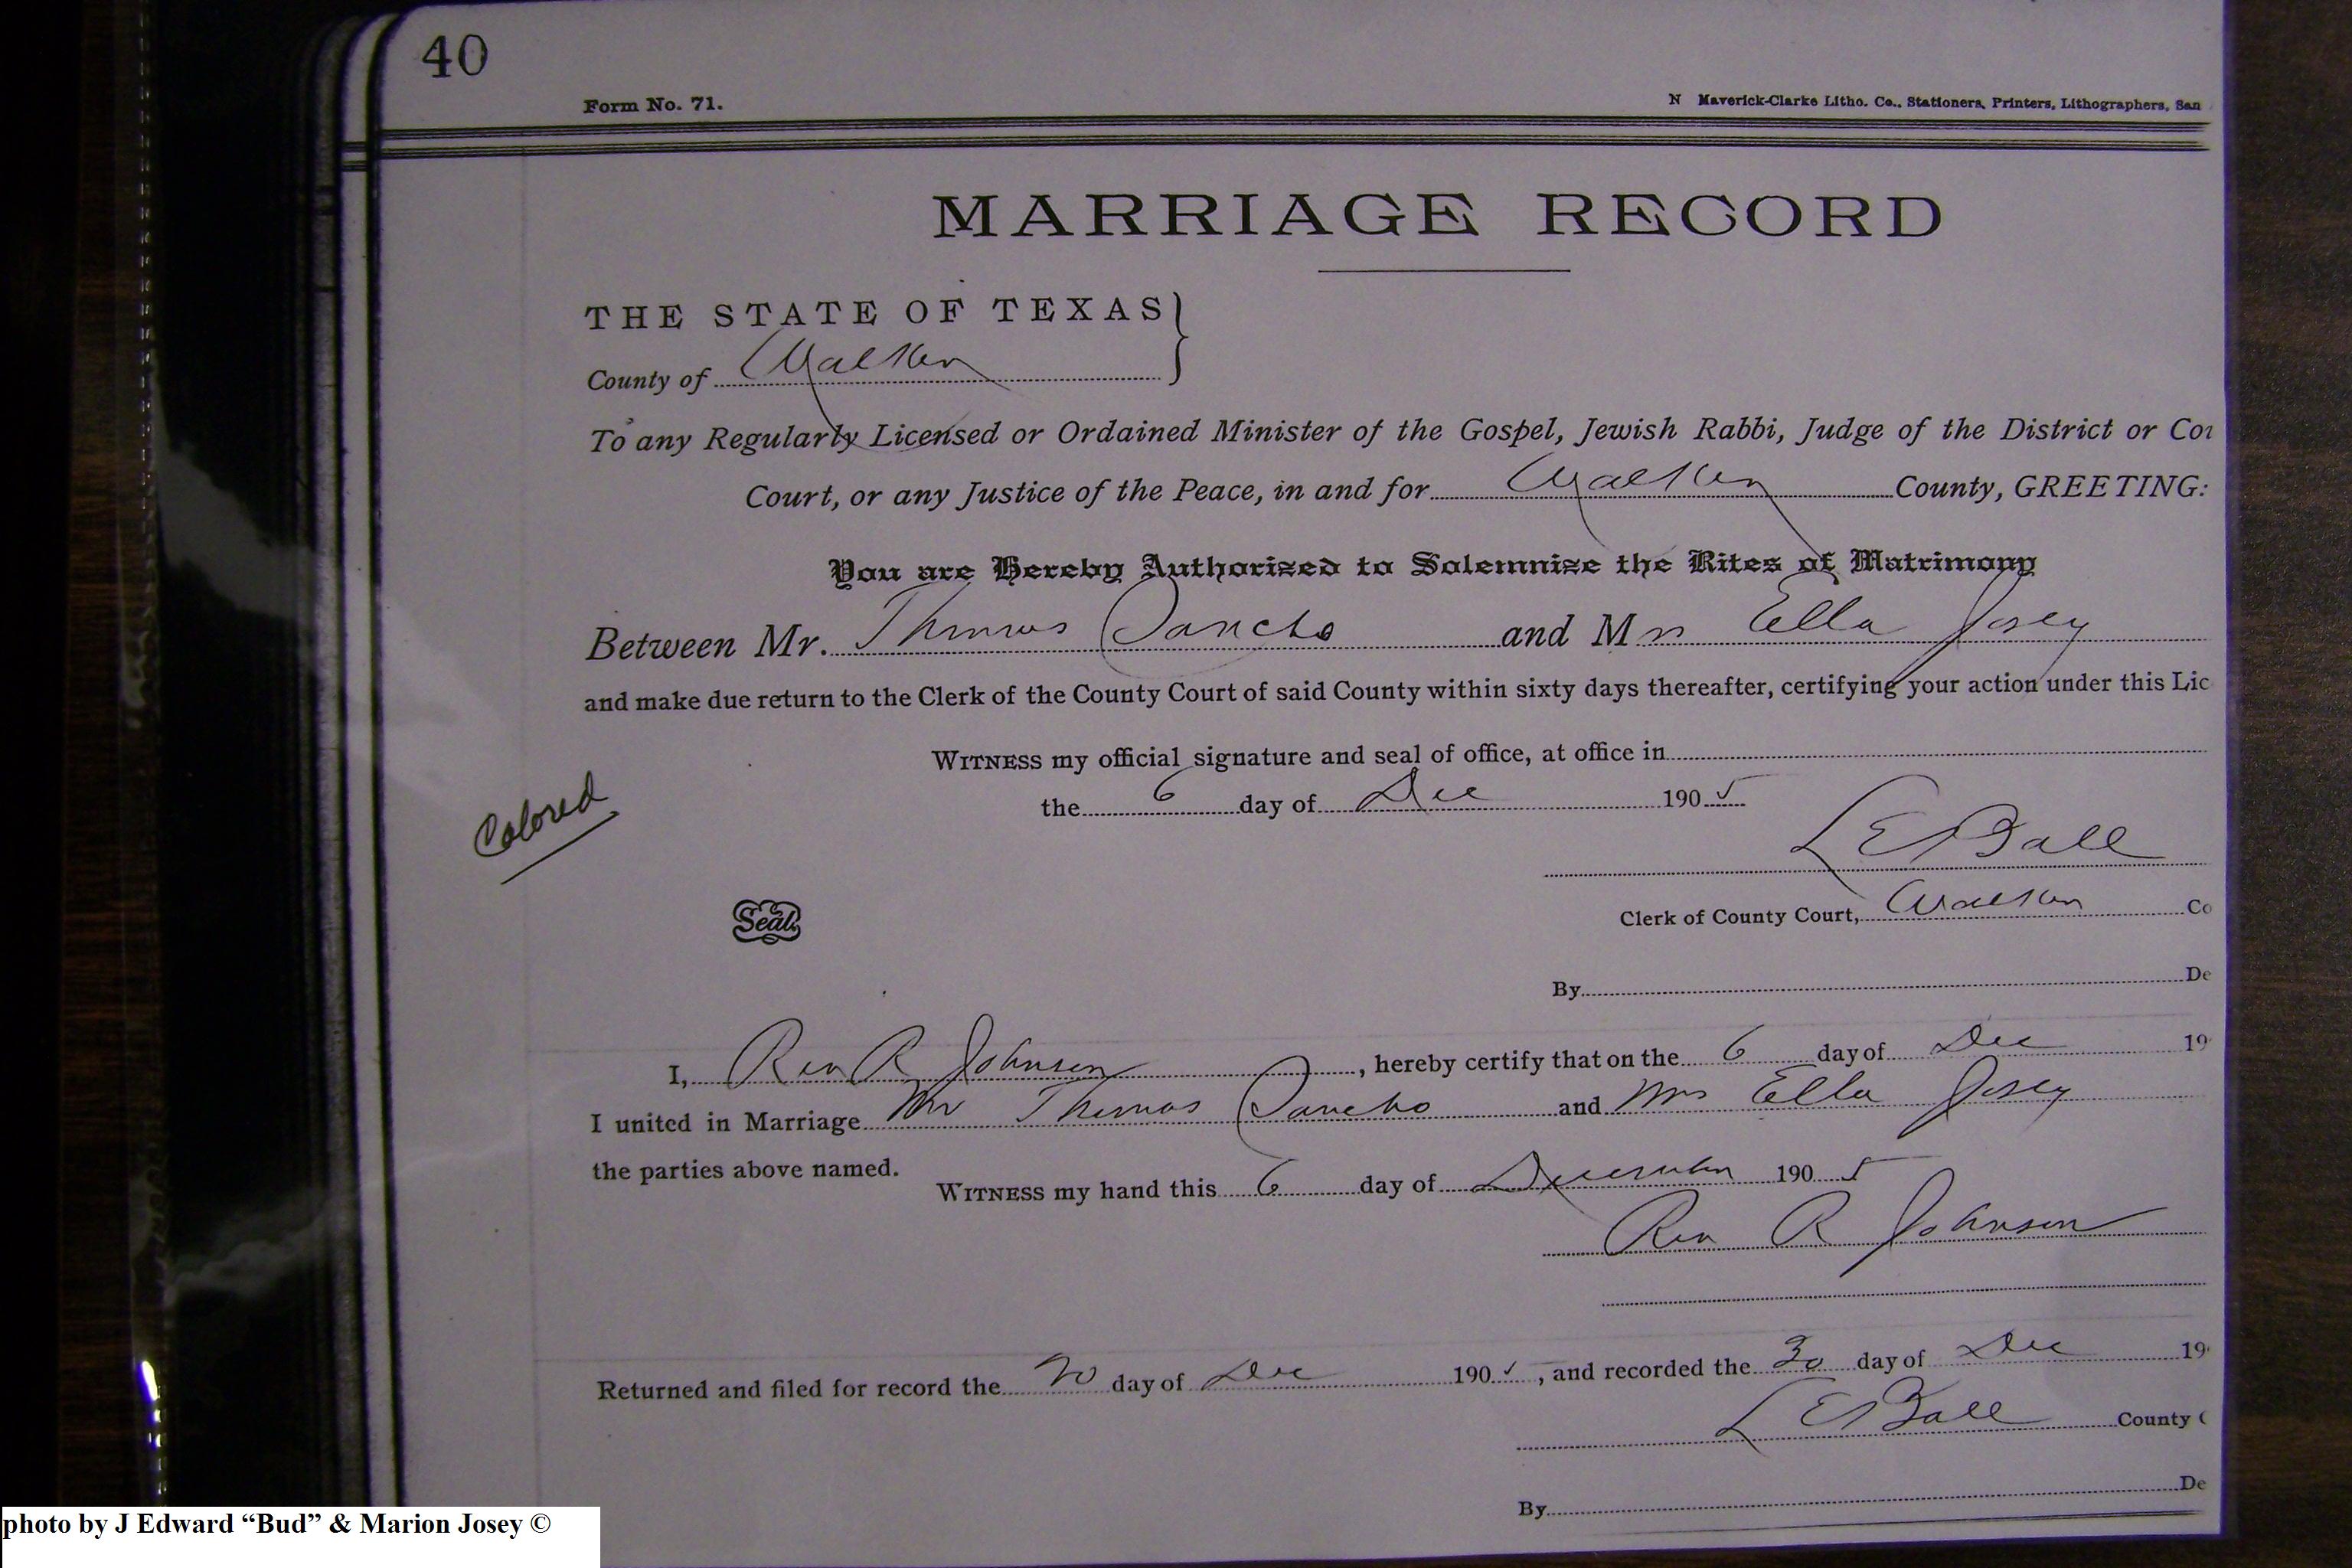 40
Form No. 71.
N Maverick-Clarke Litho. Co., Stationers, Printers, Lithographers, San
MARRIAGE RECORD
THE STATE OF TEXAS }
County of Walker
To any Regularly Licensed or Ordained Minister of the Gospel, Jewish Rabbi, Judge of the District or Cou
Court, or any Justice of the Peace, in and for Walker County, GREETING:
You are Hereby Authorized to Solemnize the Rites of Matrimony
Between Mr. Thomas Sancho and Mrs Ella Josey
and make due return to the Clerk of the County Court of said County within sixty days thereafter, certifying your action under this Lic
WITNESS my official signature and seal of office, at office in
the 6 day of Dec 1905
Colored
L E Ball
Seal.
Clerk of County Court, Walker Co
By De
I, Rev R Johnson, hereby certify that on the 6 day of Dec 19
I united in Marriage Mr Thomas Sancho and Mrs Ella Josey
the parties above named.
WITNESS my hand this 6 day of December 1905
Rev R Johnson
Returned and filed for record the 20 day of Dec 1905, and recorded the 30 day of Dec 19
L E Ball County C
By De
photo by J Edward “Bud” & Marion Josey ©